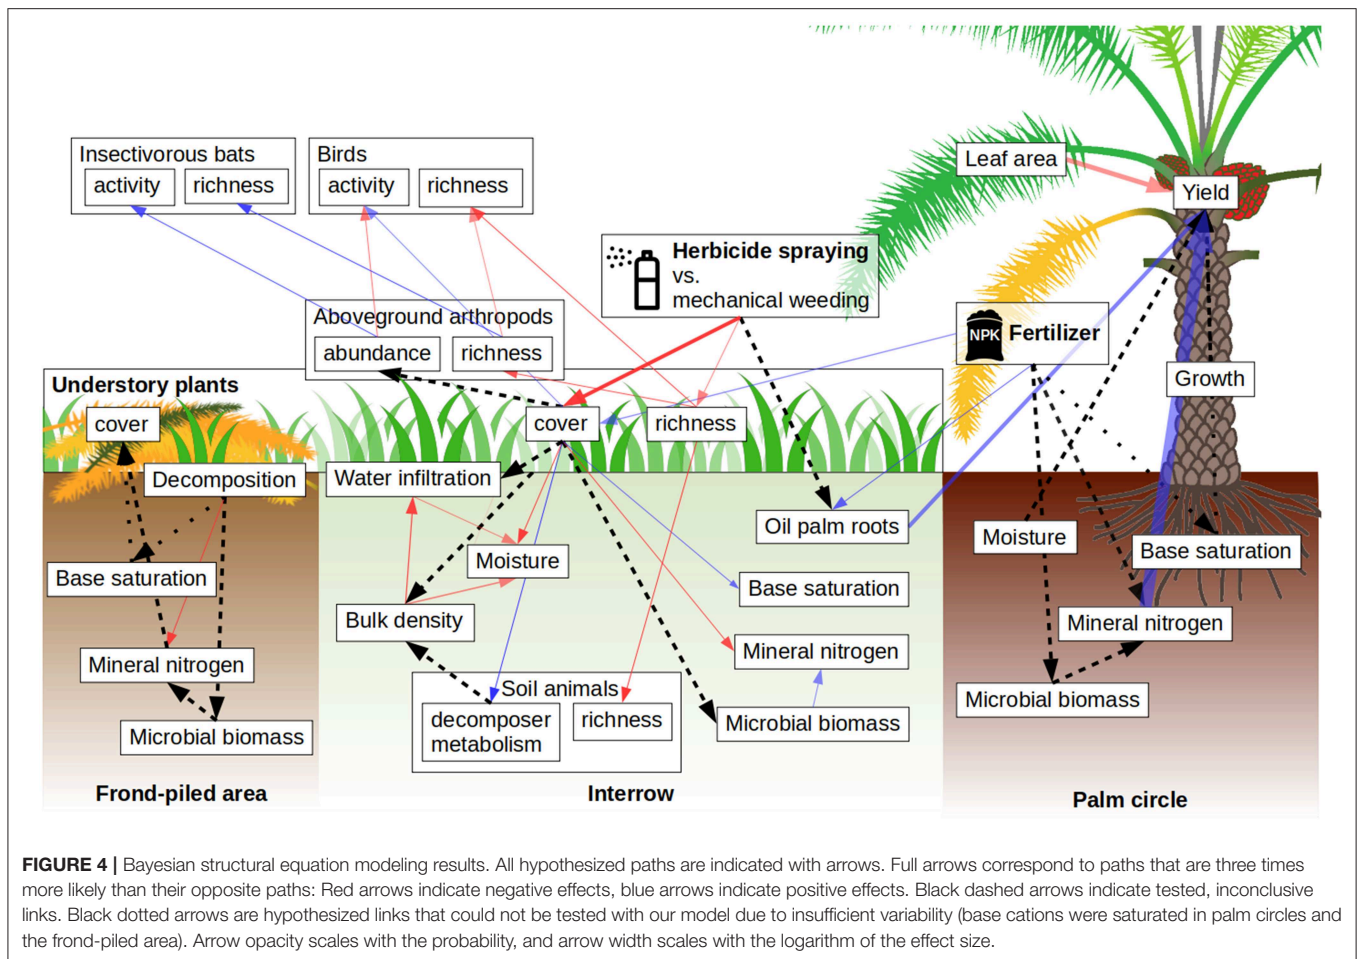 Insectivorous bats
activity
richness
Birds
activity
richness
Leaf area
Yield
Herbicide spraying
vs.
mechanical weeding
Aboveground arthropods
abundance
richness
NPK
Fertilizer
Growth
Understory plants
cover
cover
richness
Decomposition
Water infiltration
Oil palm roots
Moisture
Moisture
Base saturation
Base saturation
Base saturation
Bulk density
Mineral nitrogen
Mineral nitrogen
Mineral nitrogen
Soil animals
decomposer
metabolism
richness
Microbial biomass
Microbial biomass
Microbial biomass
Frond-piled area
Interrow
Palm circle
FIGURE 4 | Bayesian structural equation modeling results. All hypothesized paths are indicated with arrows. Full arrows correspond to paths that are three times
more likely than their opposite paths: Red arrows indicate negative effects, blue arrows indicate positive effects. Black dashed arrows indicate tested, inconclusive
links. Black dotted arrows are hypothesized links that could not be tested with our model due to insufficient variability (base cations were saturated in palm circles and
the frond-piled area). Arrow opacity scales with the probability, and arrow width scales with the logarithm of the effect size.